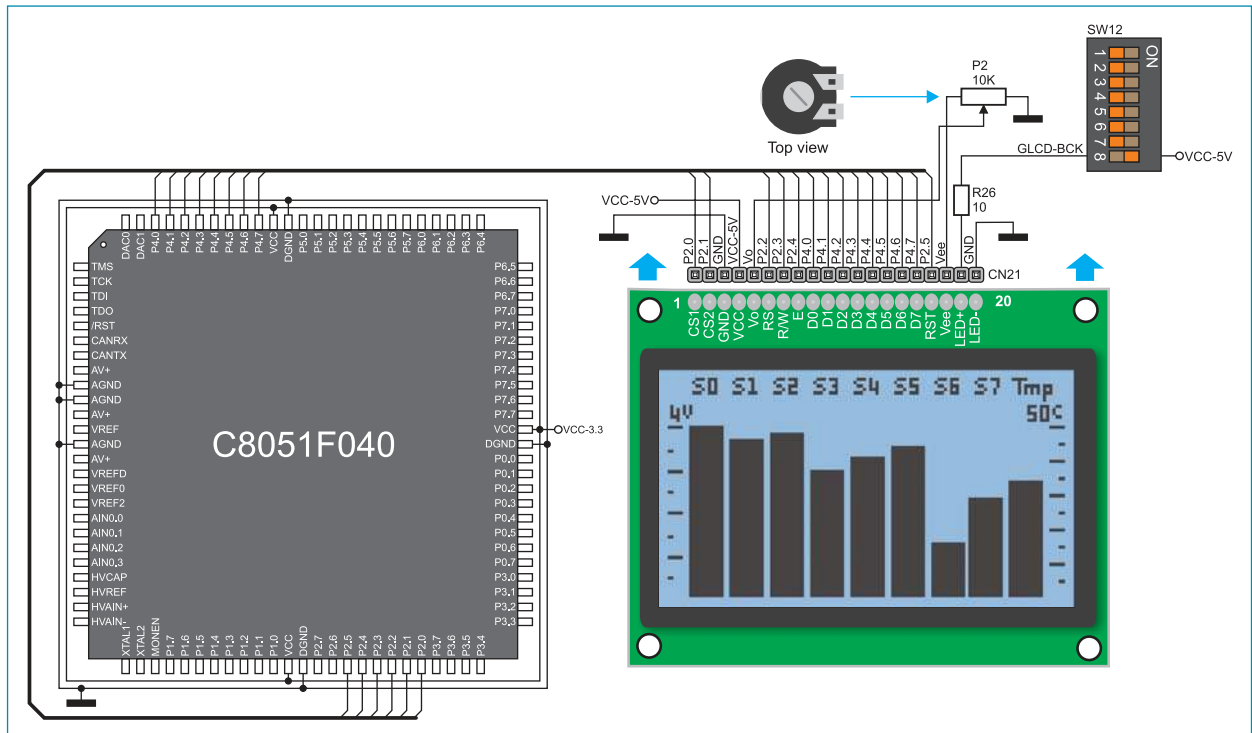 SW12
ON
1
2
3
4
5
6
7
8
P2
10K
Top view
GLCD-BCK
VCC-5V
R26
10
VCC-5V
P2.0
P2.1
GND
VCC-5V
Vo
P2.2
P2.3
P2.4
P4.0
P4.1
P4.2
P4.3
P4.4
P4.5
P4.6
P4.7
P2.5
Vee
GND
CN21
1
20
CS1
CS2
GND
VCC
Vo
RS
R/W
E
D0
D1
D2
D3
D4
D5
D6
D7
RST
Vee
LED+
LED-
S0 S1 S2 S3 S4 S5 S6 S7 Tmp
4V
50C
DAC0
DAC1
P4.0
P4.1
P4.2
P4.3
P4.4
P4.5
P4.6
P4.7
VCC
DGND
P5.0
P5.1
P5.2
P5.3
P5.4
P5.5
P5.6
P5.7
P6.0
P6.1
P6.2
P6.3
P6.4
TMS
TCK
TDI
TDO
/RST
CANRX
CANTX
AV+
AGND
AGND
AV+
VREF
AGND
AV+
VREFD
VREF0
VREF2
AIN0.0
AIN0.1
AIN0.2
AIN0.3
HVCAP
HVREF
HVAIN+
HVAIN-
C8051F040
P6.5
P6.6
P6.7
P7.0
P7.1
P7.2
P7.3
P7.4
P7.5
P7.6
P7.7
VCC
DGND
P0.0
P0.1
P0.2
P0.3
P0.4
P0.5
P0.6
P0.7
P3.0
P3.1
P3.2
P3.3
VCC-3.3
XTAL1
XTAL2
MONEN
P1.7
P1.6
P1.5
P1.4
P1.3
P1.2
P1.1
P1.0
VCC
DGND
P2.7
P2.6
P2.5
P2.4
P2.3
P2.2
P2.1
P2.0
P3.7
P3.6
P3.5
P3.4